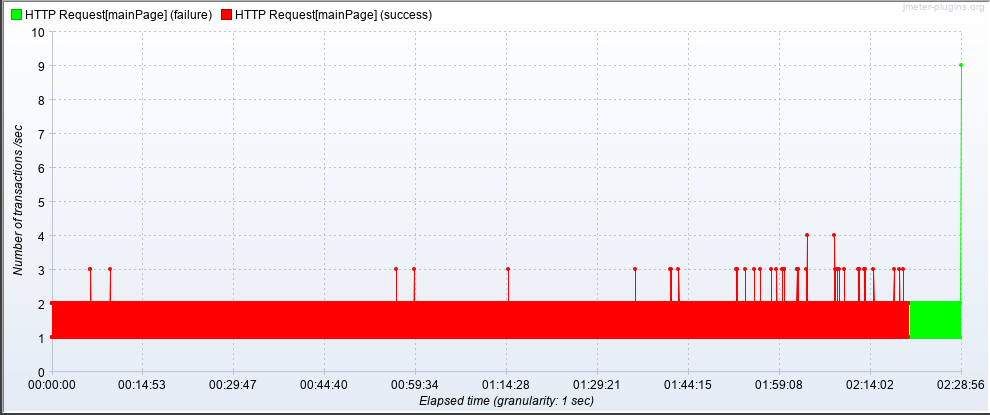 jmeter-plugins.org
HTTP Request[mainPage] (failure) HTTP Request[mainPage] (success)
10
9
8
7
6
5
4
3
2
1
0
Number of transactions /sec
00:00:00 00:14:53 00:29:47 00:44:40 00:59:34 01:14:28 01:29:21 01:44:15 01:59:08 02:14:02 02:28:56
Elapsed time (granularity: 1 sec)